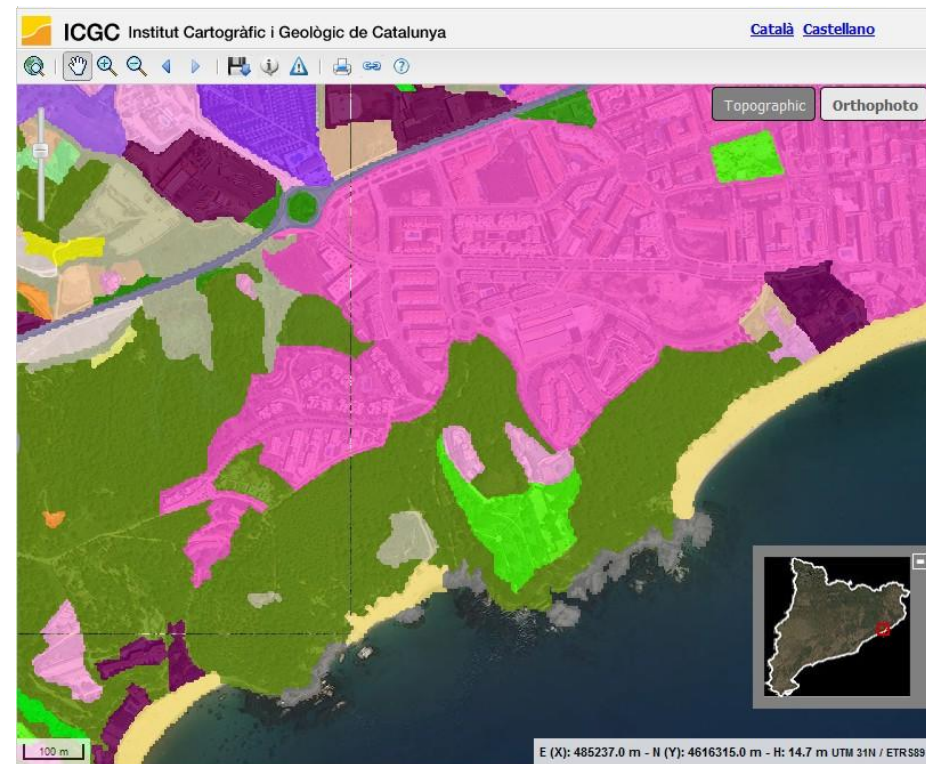 ICGC Institut Cartogràfic i Geològic de Catalunya
Català Castellano
Topographic Orthophoto
100 m
E (X): 485237.0 m - N (Y): 4616315.0 m - H: 14.7 m UTM 31N / ETRS89